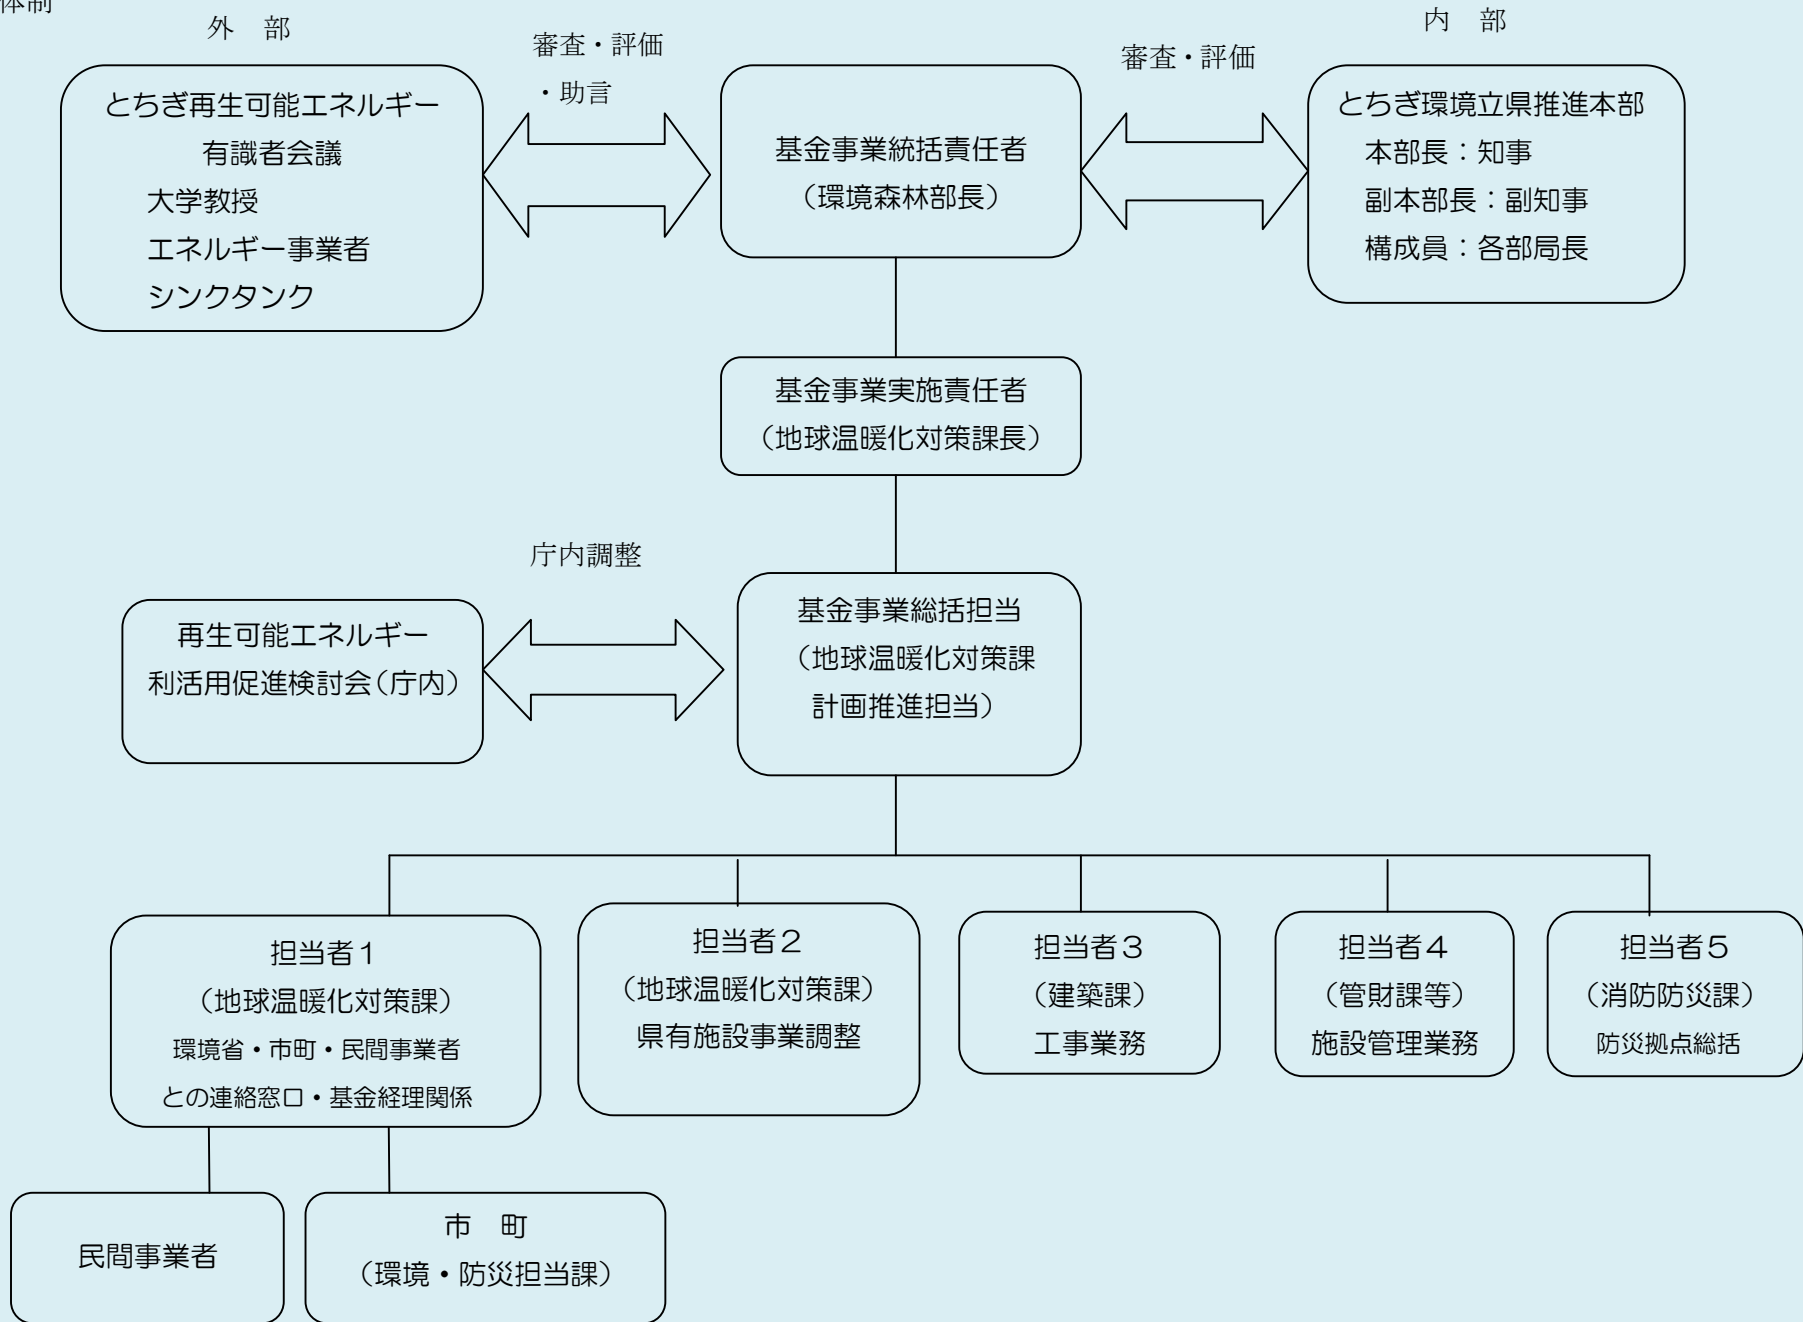 体制
外　部
内　部
審査・評価
・助言
審査・評価
とちぎ再生可能エネルギー
有識者会議
大学教授
エネルギー事業者
シンクタンク
基金事業統括責任者
（環境森林部長）
とちぎ環境立県推進本部
本部長：知事
副本部長：副知事
構成員：各部局長
基金事業実施責任者
（地球温暖化対策課長）
庁内調整
再生可能エネルギー
利活用促進検討会（庁内）
基金事業総括担当
（地球温暖化対策課
計画推進担当）
担当者１
（地球温暖化対策課）
環境省・市町・民間事業者
との連絡窓口・基金経理関係
担当者２
（地球温暖化対策課）
県有施設事業調整
担当者３
（建築課）
工事業務
担当者４
（管財課等）
施設管理業務
担当者５
（消防防災課）
防災拠点総括
民間事業者
市　町
（環境・防災担当課）